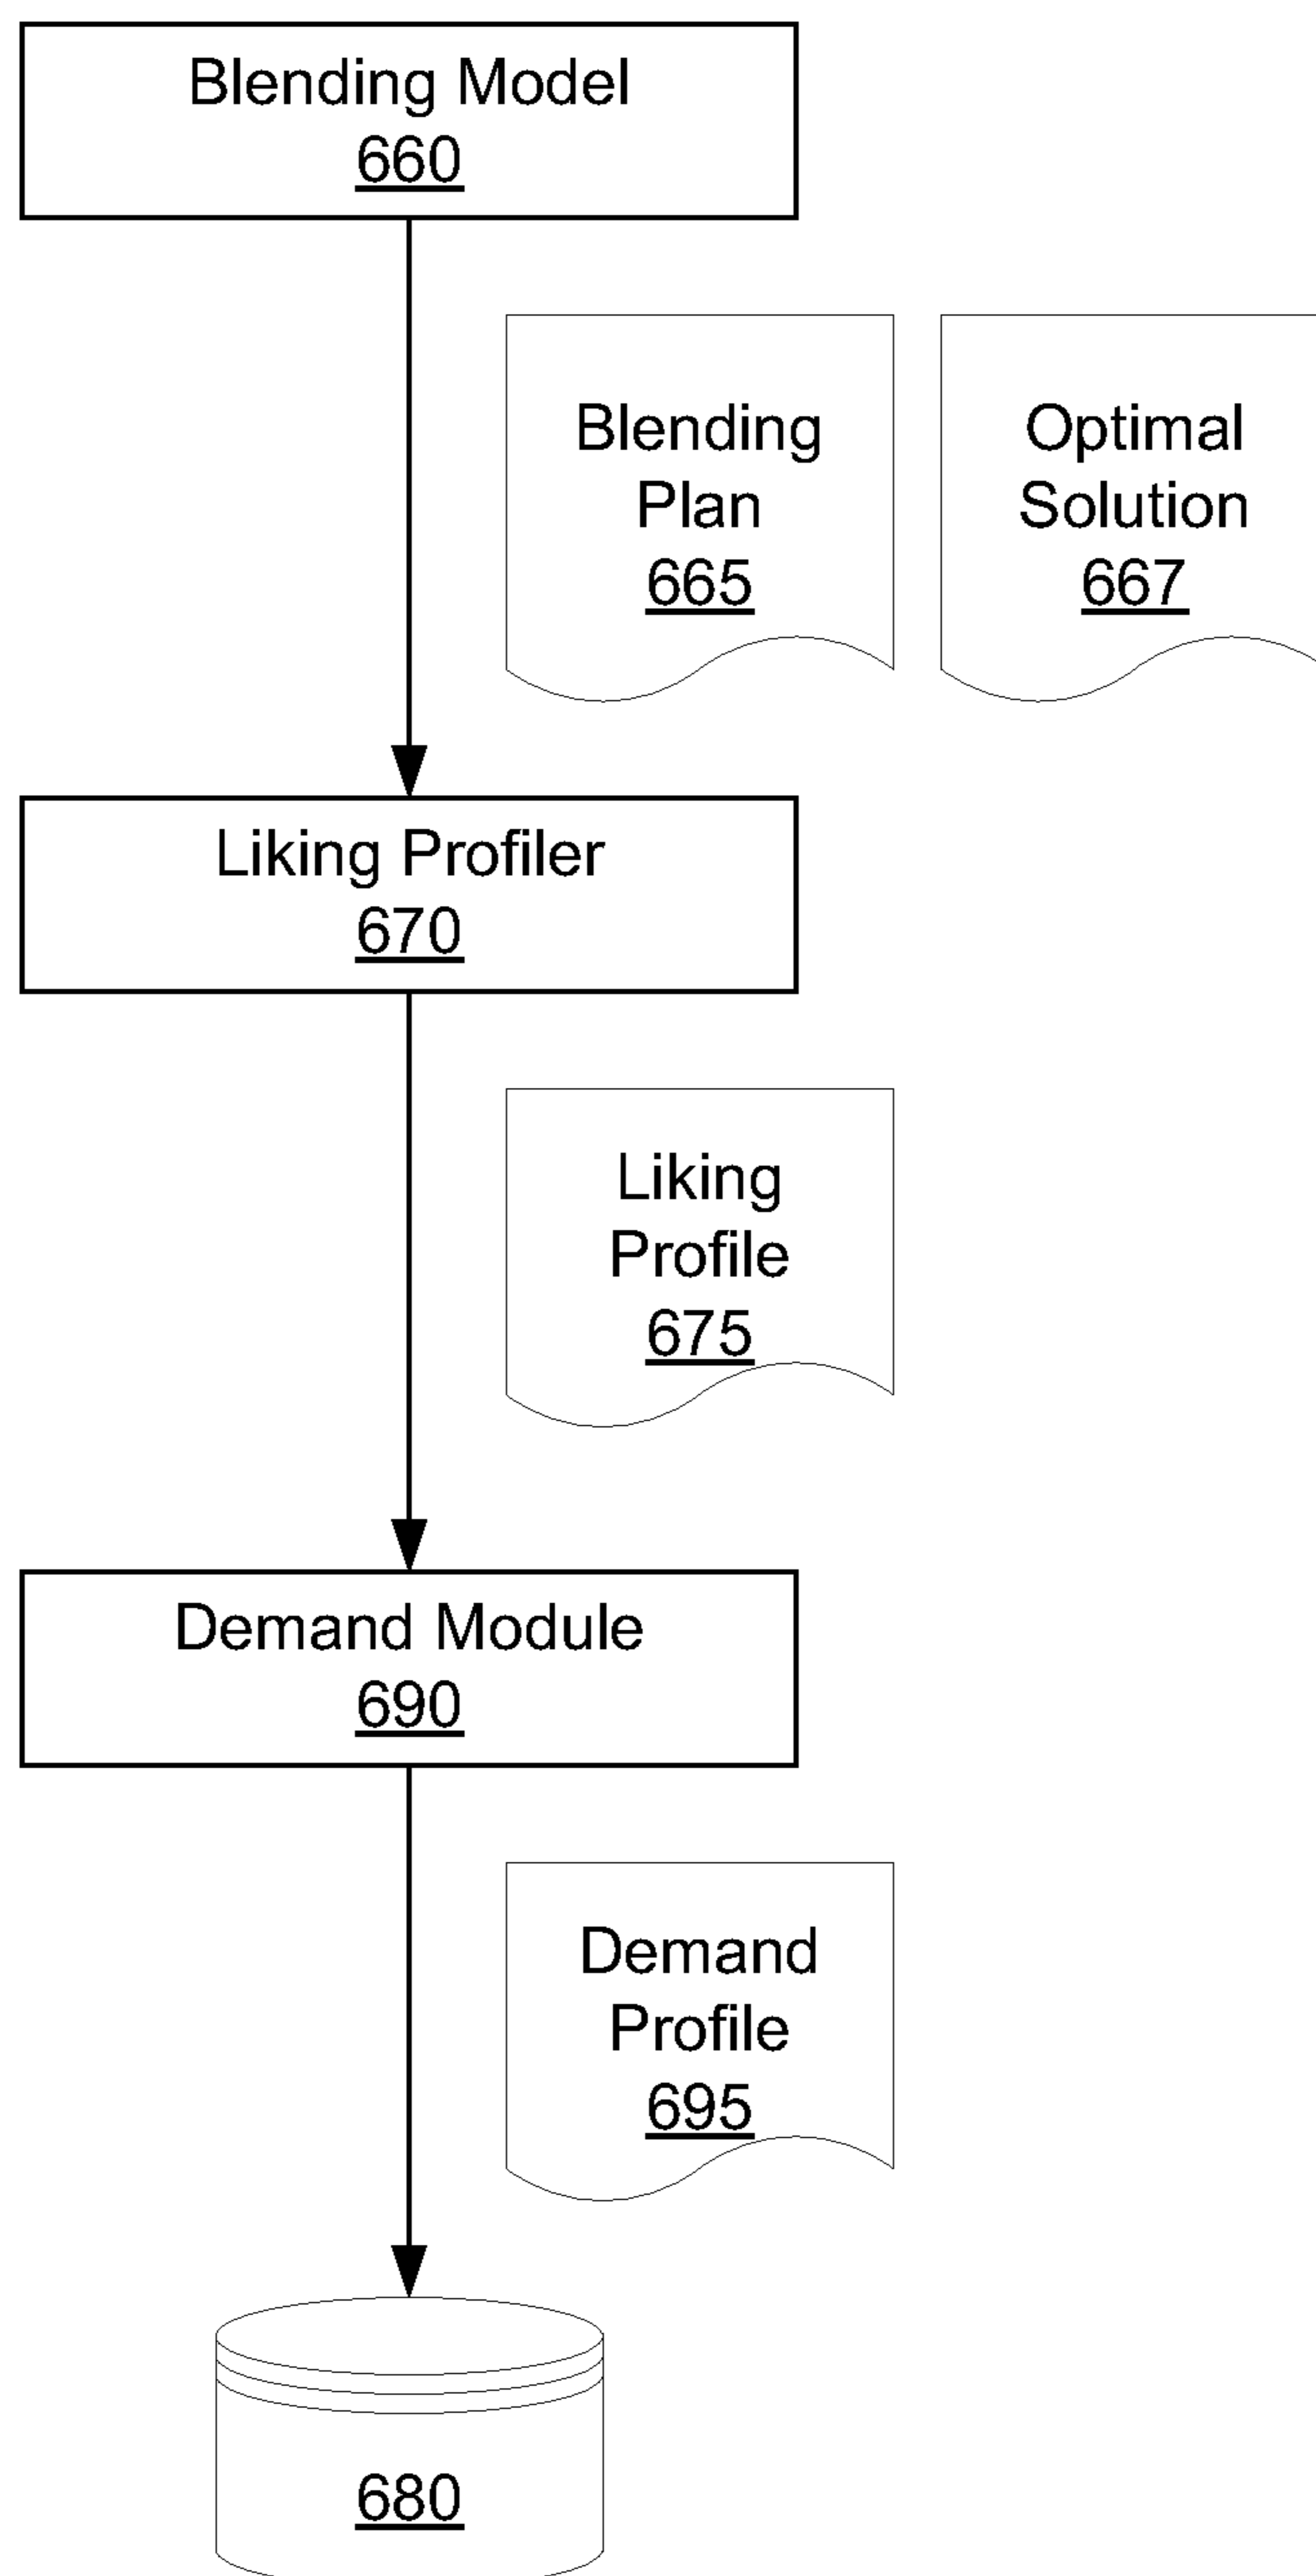 Blending Model
660
Blending
Plan
665
Optimal
Solution
667
Liking Profiler
670
Liking
Profile
675
Demand Module
690
Demand
Profile
695
680